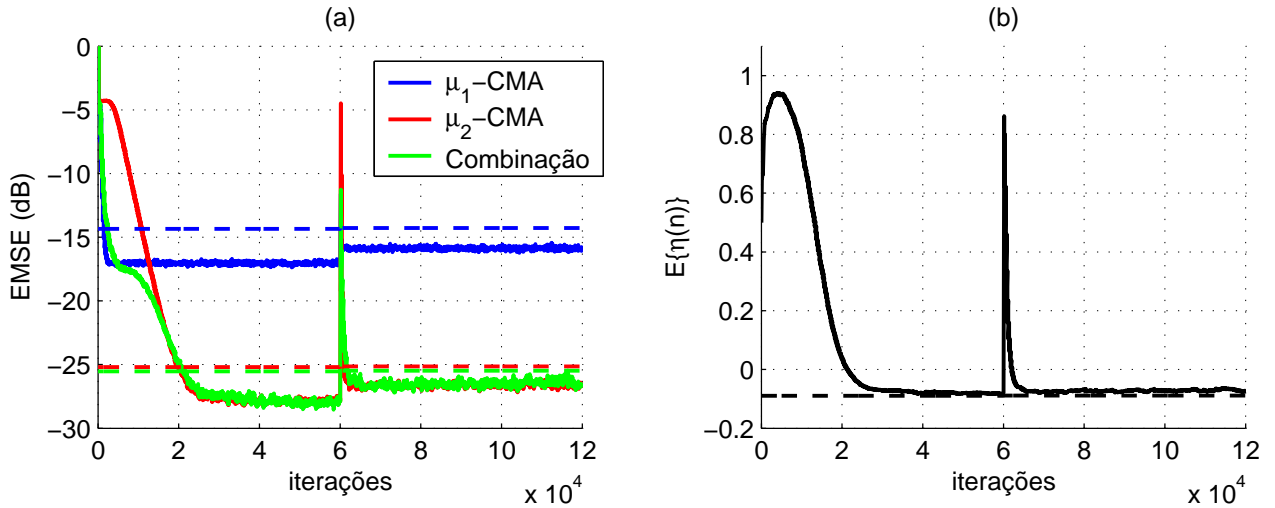 (a)
0
−5
−10
−15
−20
−25
−30
EMSE (dB)
0 2 4 6 8 10 12
iterações
x 10^4
μ_1−CMA
μ_2−CMA
Combinação
(b)
1
0.8
0.6
0.4
0.2
0
−0.2
E{η(n)}
0 2 4 6 8 10 12
iterações
x 10^4